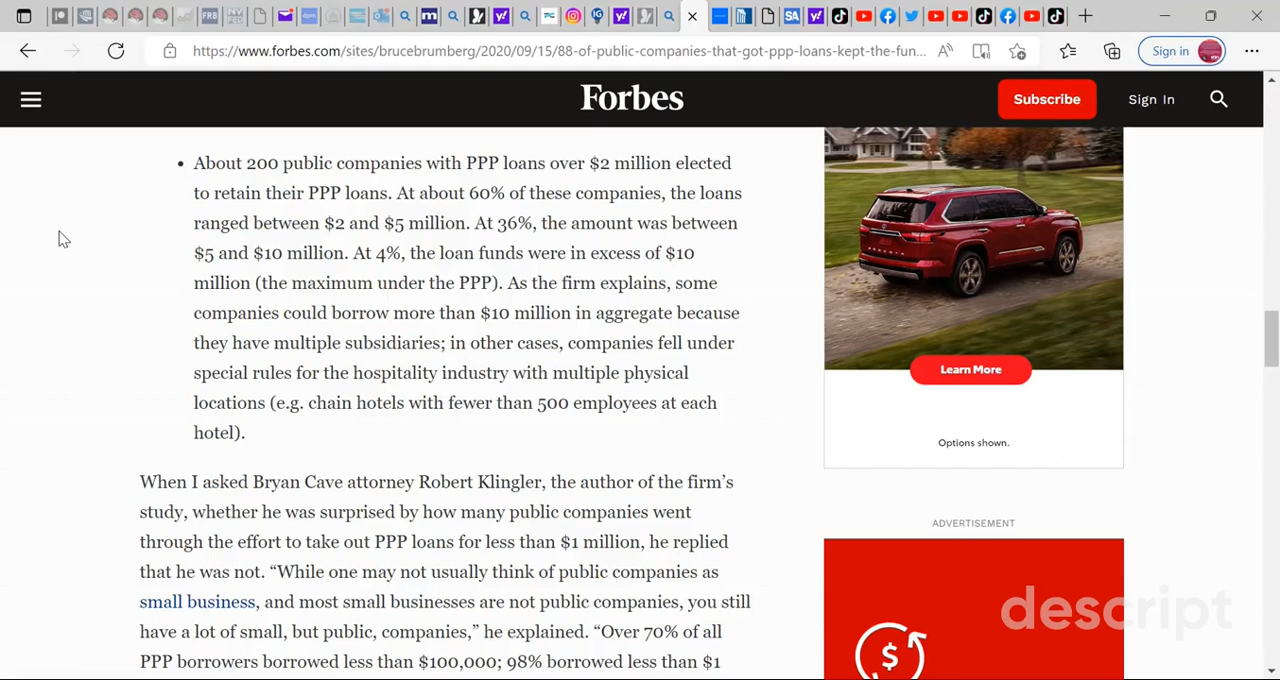 https://www.forbes.com/sites/brucebrumberg/2020/09/15/88-of-public-companies-that-got-ppp-loans-kept-the-fun...
Sign in
Forbes
Subscribe
Sign In
About 200 public companies with PPP loans over $2 million elected
to retain their PPP loans. At about 60% of these companies, the loans
ranged between $2 and $5 million. At 36%, the amount was between
$5 and $10 million. At 4%, the loan funds were in excess of $10
million (the maximum under the PPP). As the firm explains, some
companies could borrow more than $10 million in aggregate because
they have multiple subsidiaries; in other cases, companies fell under
special rules for the hospitality industry with multiple physical
locations (e.g. chain hotels with fewer than 500 employees at each
hotel).
When I asked Bryan Cave attorney Robert Klingler, the author of the firm's
study, whether he was surprised by how many public companies went
through the effort to take out PPP loans for less than $1 million, he replied
that he was not. “While one may not usually think of public companies as
small business, and most small businesses are not public companies, you still
have a lot of small, but public, companies,” he explained. “Over 70% of all
PPP borrowers borrowed less than $100,000; 98% borrowed less than $1
Learn More
Options shown.
ADVERTISEMENT
$
descript